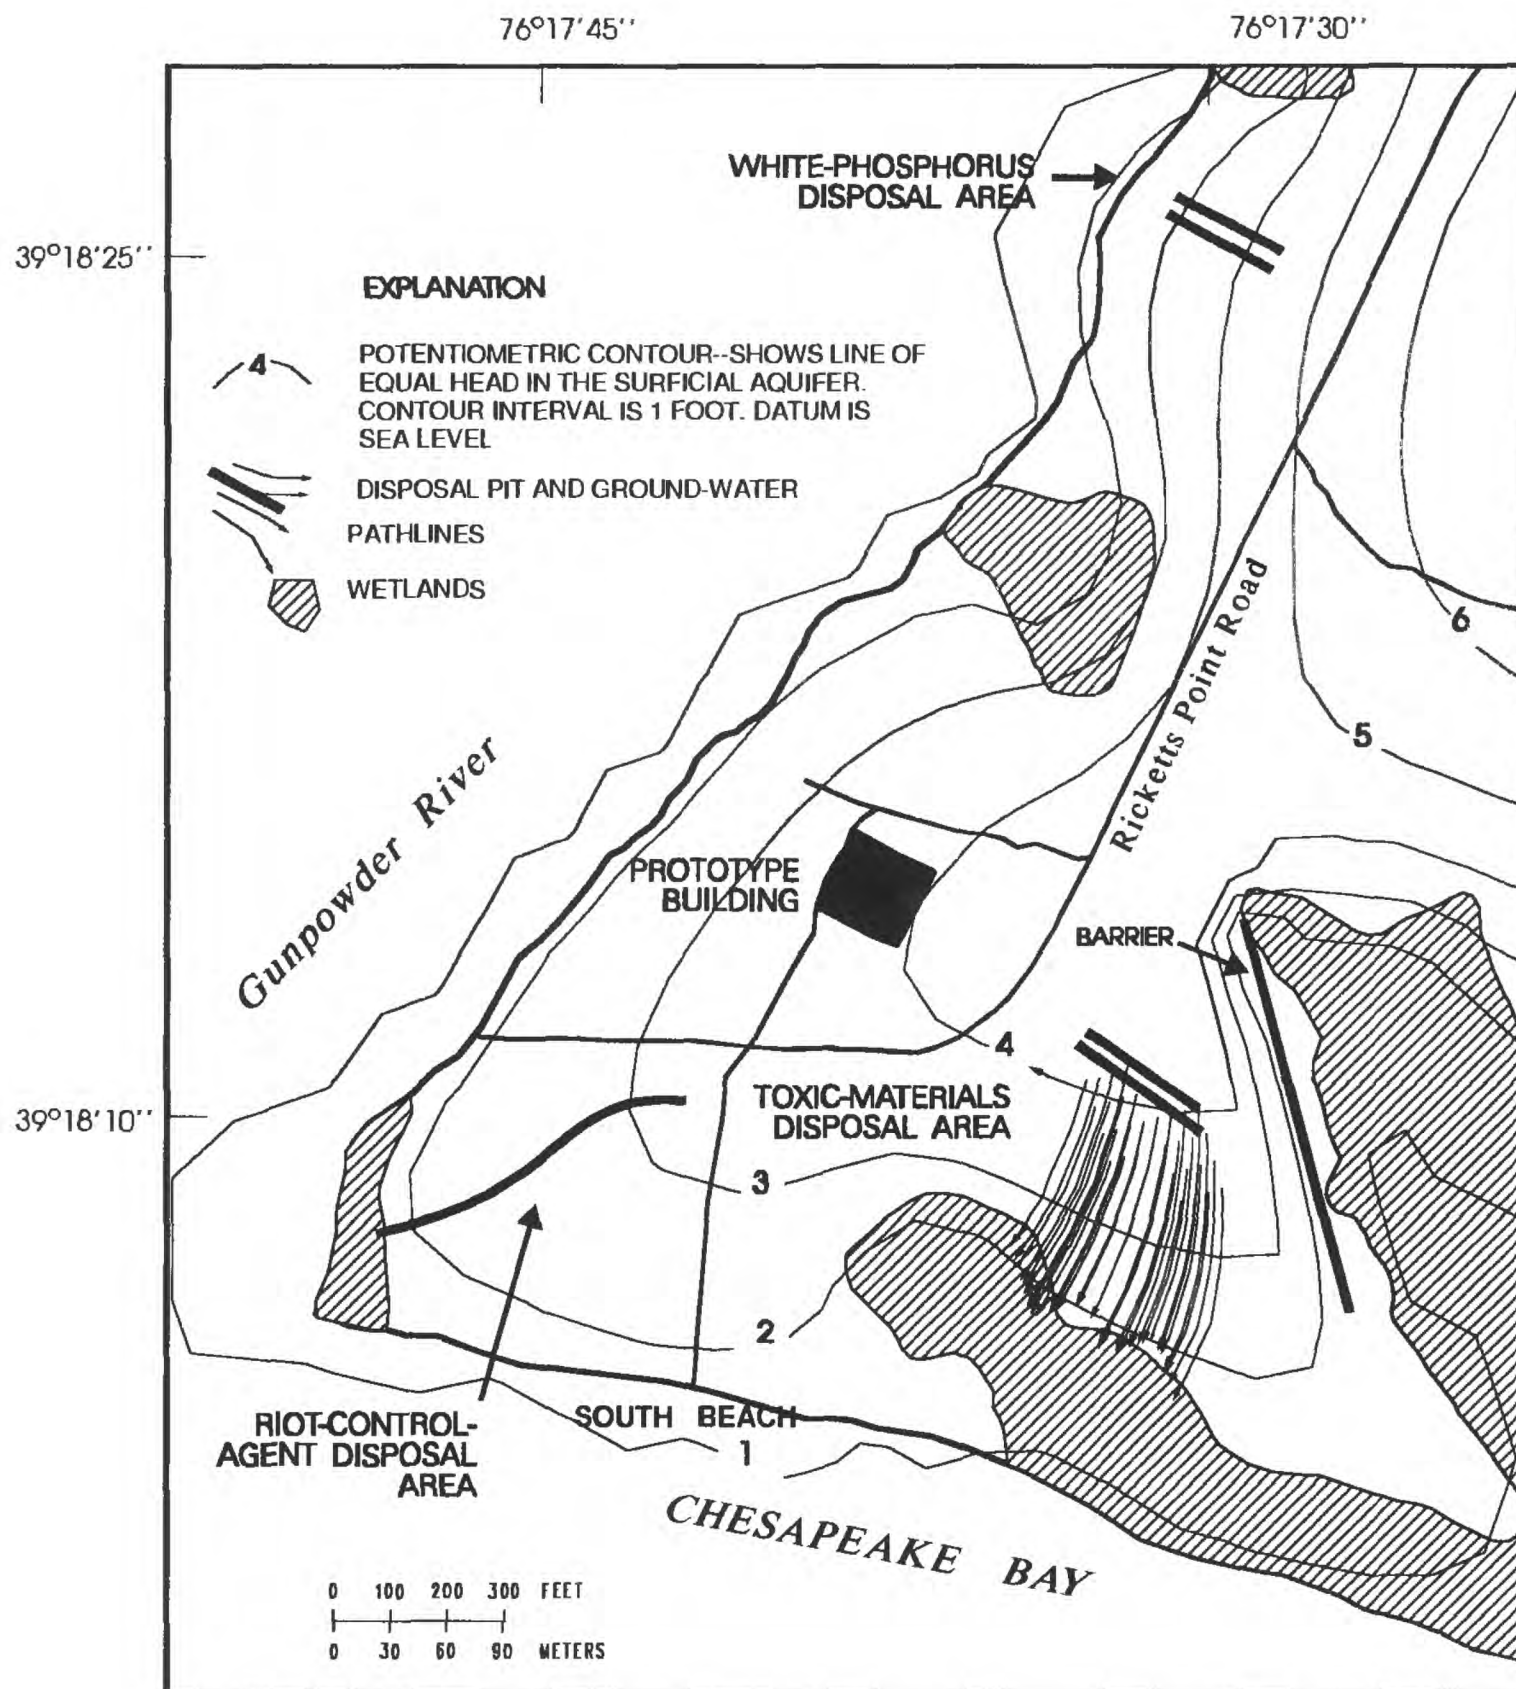 76°17'45''
76°17'30''
WHITE-PHOSPHORUS
DISPOSAL AREA
39°18'25''
EXPLANATION
4
POTENTIOMETRIC CONTOUR--SHOWS LINE OF
EQUAL HEAD IN THE SURFICIAL AQUIFER.
CONTOUR INTERVAL IS 1 FOOT. DATUM IS
SEA LEVEL
DISPOSAL PIT AND GROUND-WATER
PATHLINES
WETLANDS
6
5
Ricketts Point Road
Gunpowder River
PROTOTYPE
BUILDING
BARRIER
4
TOXIC-MATERIALS
DISPOSAL AREA
39°18'10''
3
2
RIOT-CONTROL-
AGENT DISPOSAL
AREA
SOUTH BEACH
1
CHESAPEAKE BAY
0 100 200 300 FEET
0 30 60 90 METERS